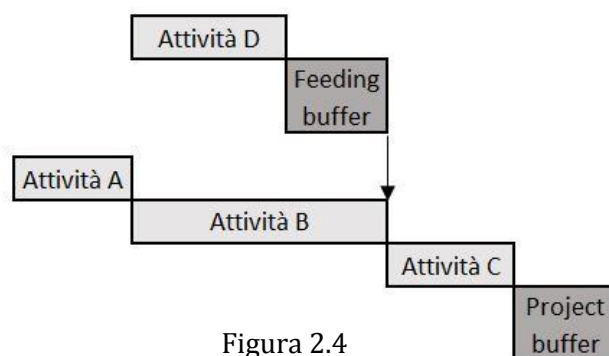 Attività D
Feeding
buffer
Attività A
Attività B
Attività C
Project
buffer
Figura 2.4